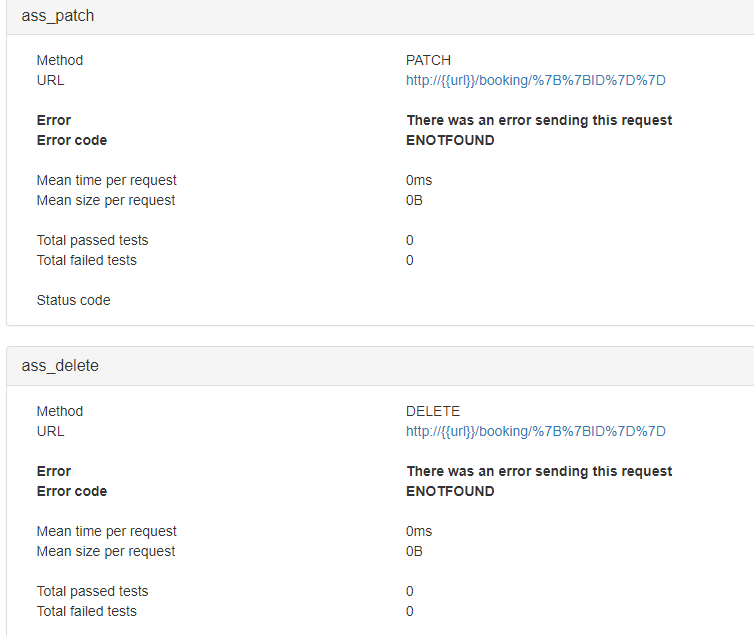 ass_patch
Method PATCH
URL http://{{url}}/booking/%7B%7BID%7D%7D
Error There was an error sending this request
Error code ENOTFOUND
Mean time per request 0ms
Mean size per request 0B
Total passed tests 0
Total failed tests 0
Status code
ass_delete
Method DELETE
URL http://{{url}}/booking/%7B%7BID%7D%7D
Error There was an error sending this request
Error code ENOTFOUND
Mean time per request 0ms
Mean size per request 0B
Total passed tests 0
Total failed tests 0